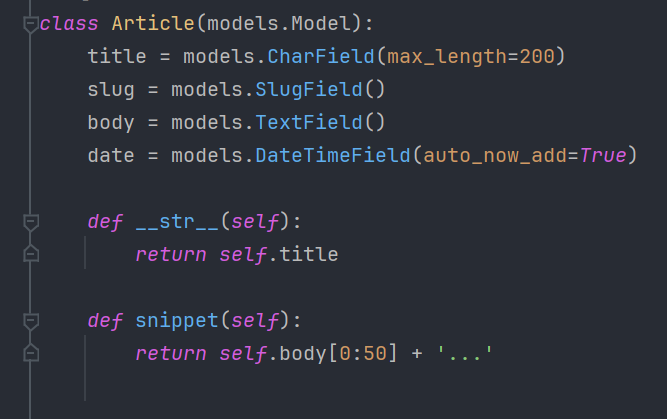 class Article(models.Model):
    title = models.CharField(max_length=200)
    slug = models.SlugField()
    body = models.TextField()
    date = models.DateTimeField(auto_now_add=True)

    def __str__(self):
        return self.title

    def snippet(self):
        return self.body[0:50] + '...'